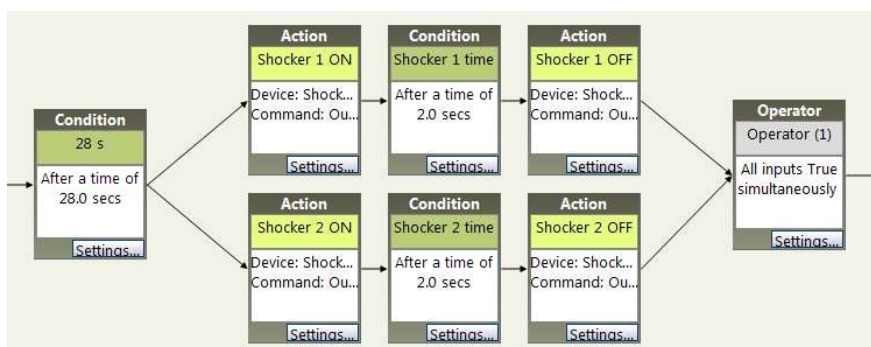 Condition
28 s
After a time of
28.0 secs
Settings...
Action
Shocker 1 ON
Device: Shock...
Command: Ou...
Settings...
Condition
Shocker 1 time
After a time of
2.0 secs
Settings...
Action
Shocker 1 OFF
Device: Shock...
Command: Ou...
Settings...
Action
Shocker 2 ON
Device: Shock...
Command: Ou...
Settings...
Condition
Shocker 2 time
After a time of
2.0 secs
Settings...
Action
Shocker 2 OFF
Device: Shock...
Command: Ou...
Settings...
Operator
Operator (1)
All inputs True
simultaneously
Settings...